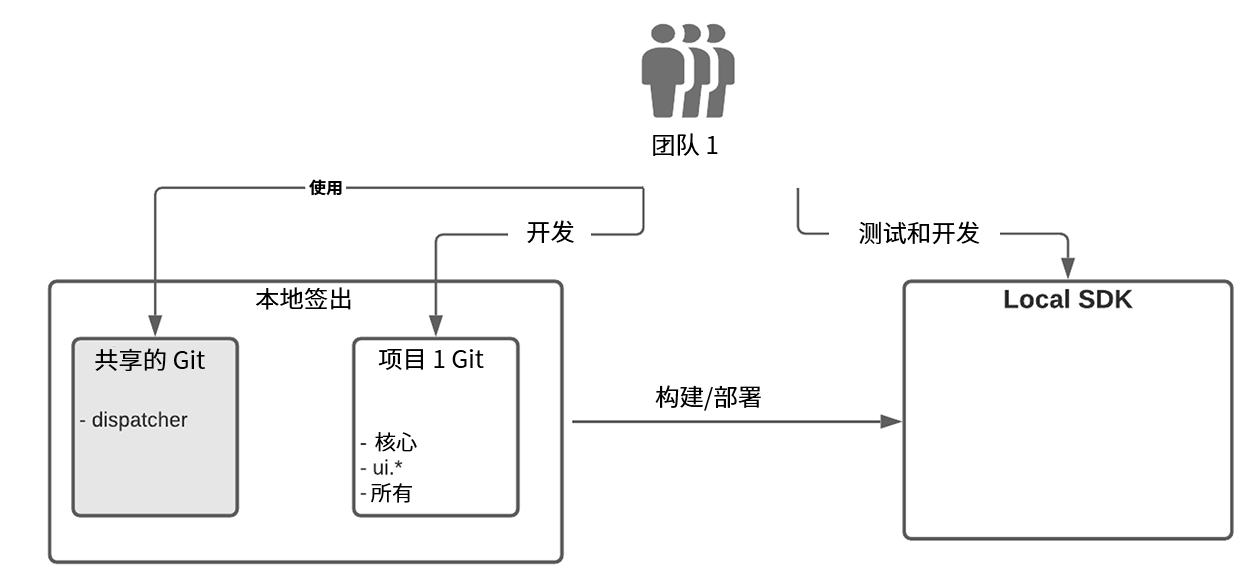 团队 1
使用
开发
测试和开发
本地签出
Local SDK
共享的 Git
- dispatcher
项目 1 Git
- 核心
- ui.*
- 所有
构建/部署